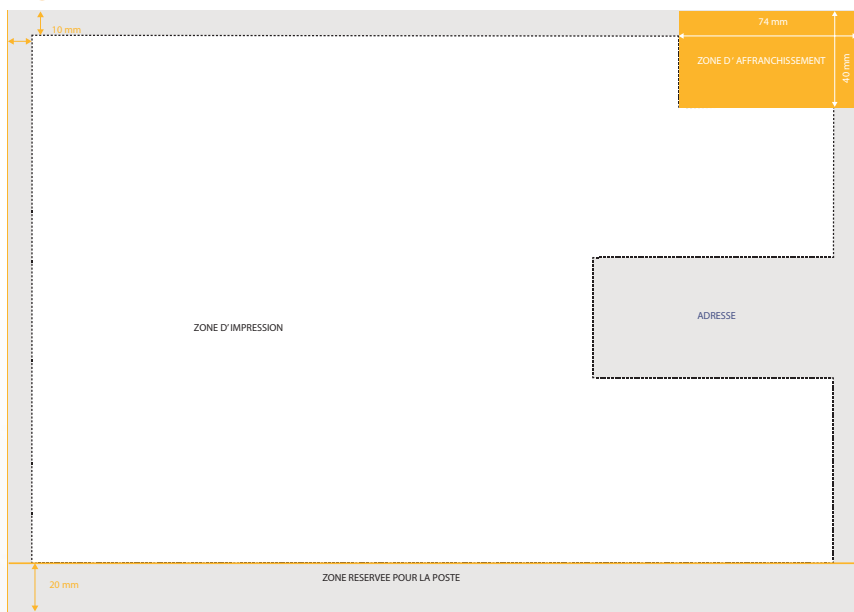 10 mm
74 mm
ZONE D' AFFRANCHISSEMENT
40 mm
ADRESSE
ZONE D' IMPRESSION
ZONE RESERVEE POUR LA POSTE
20 mm